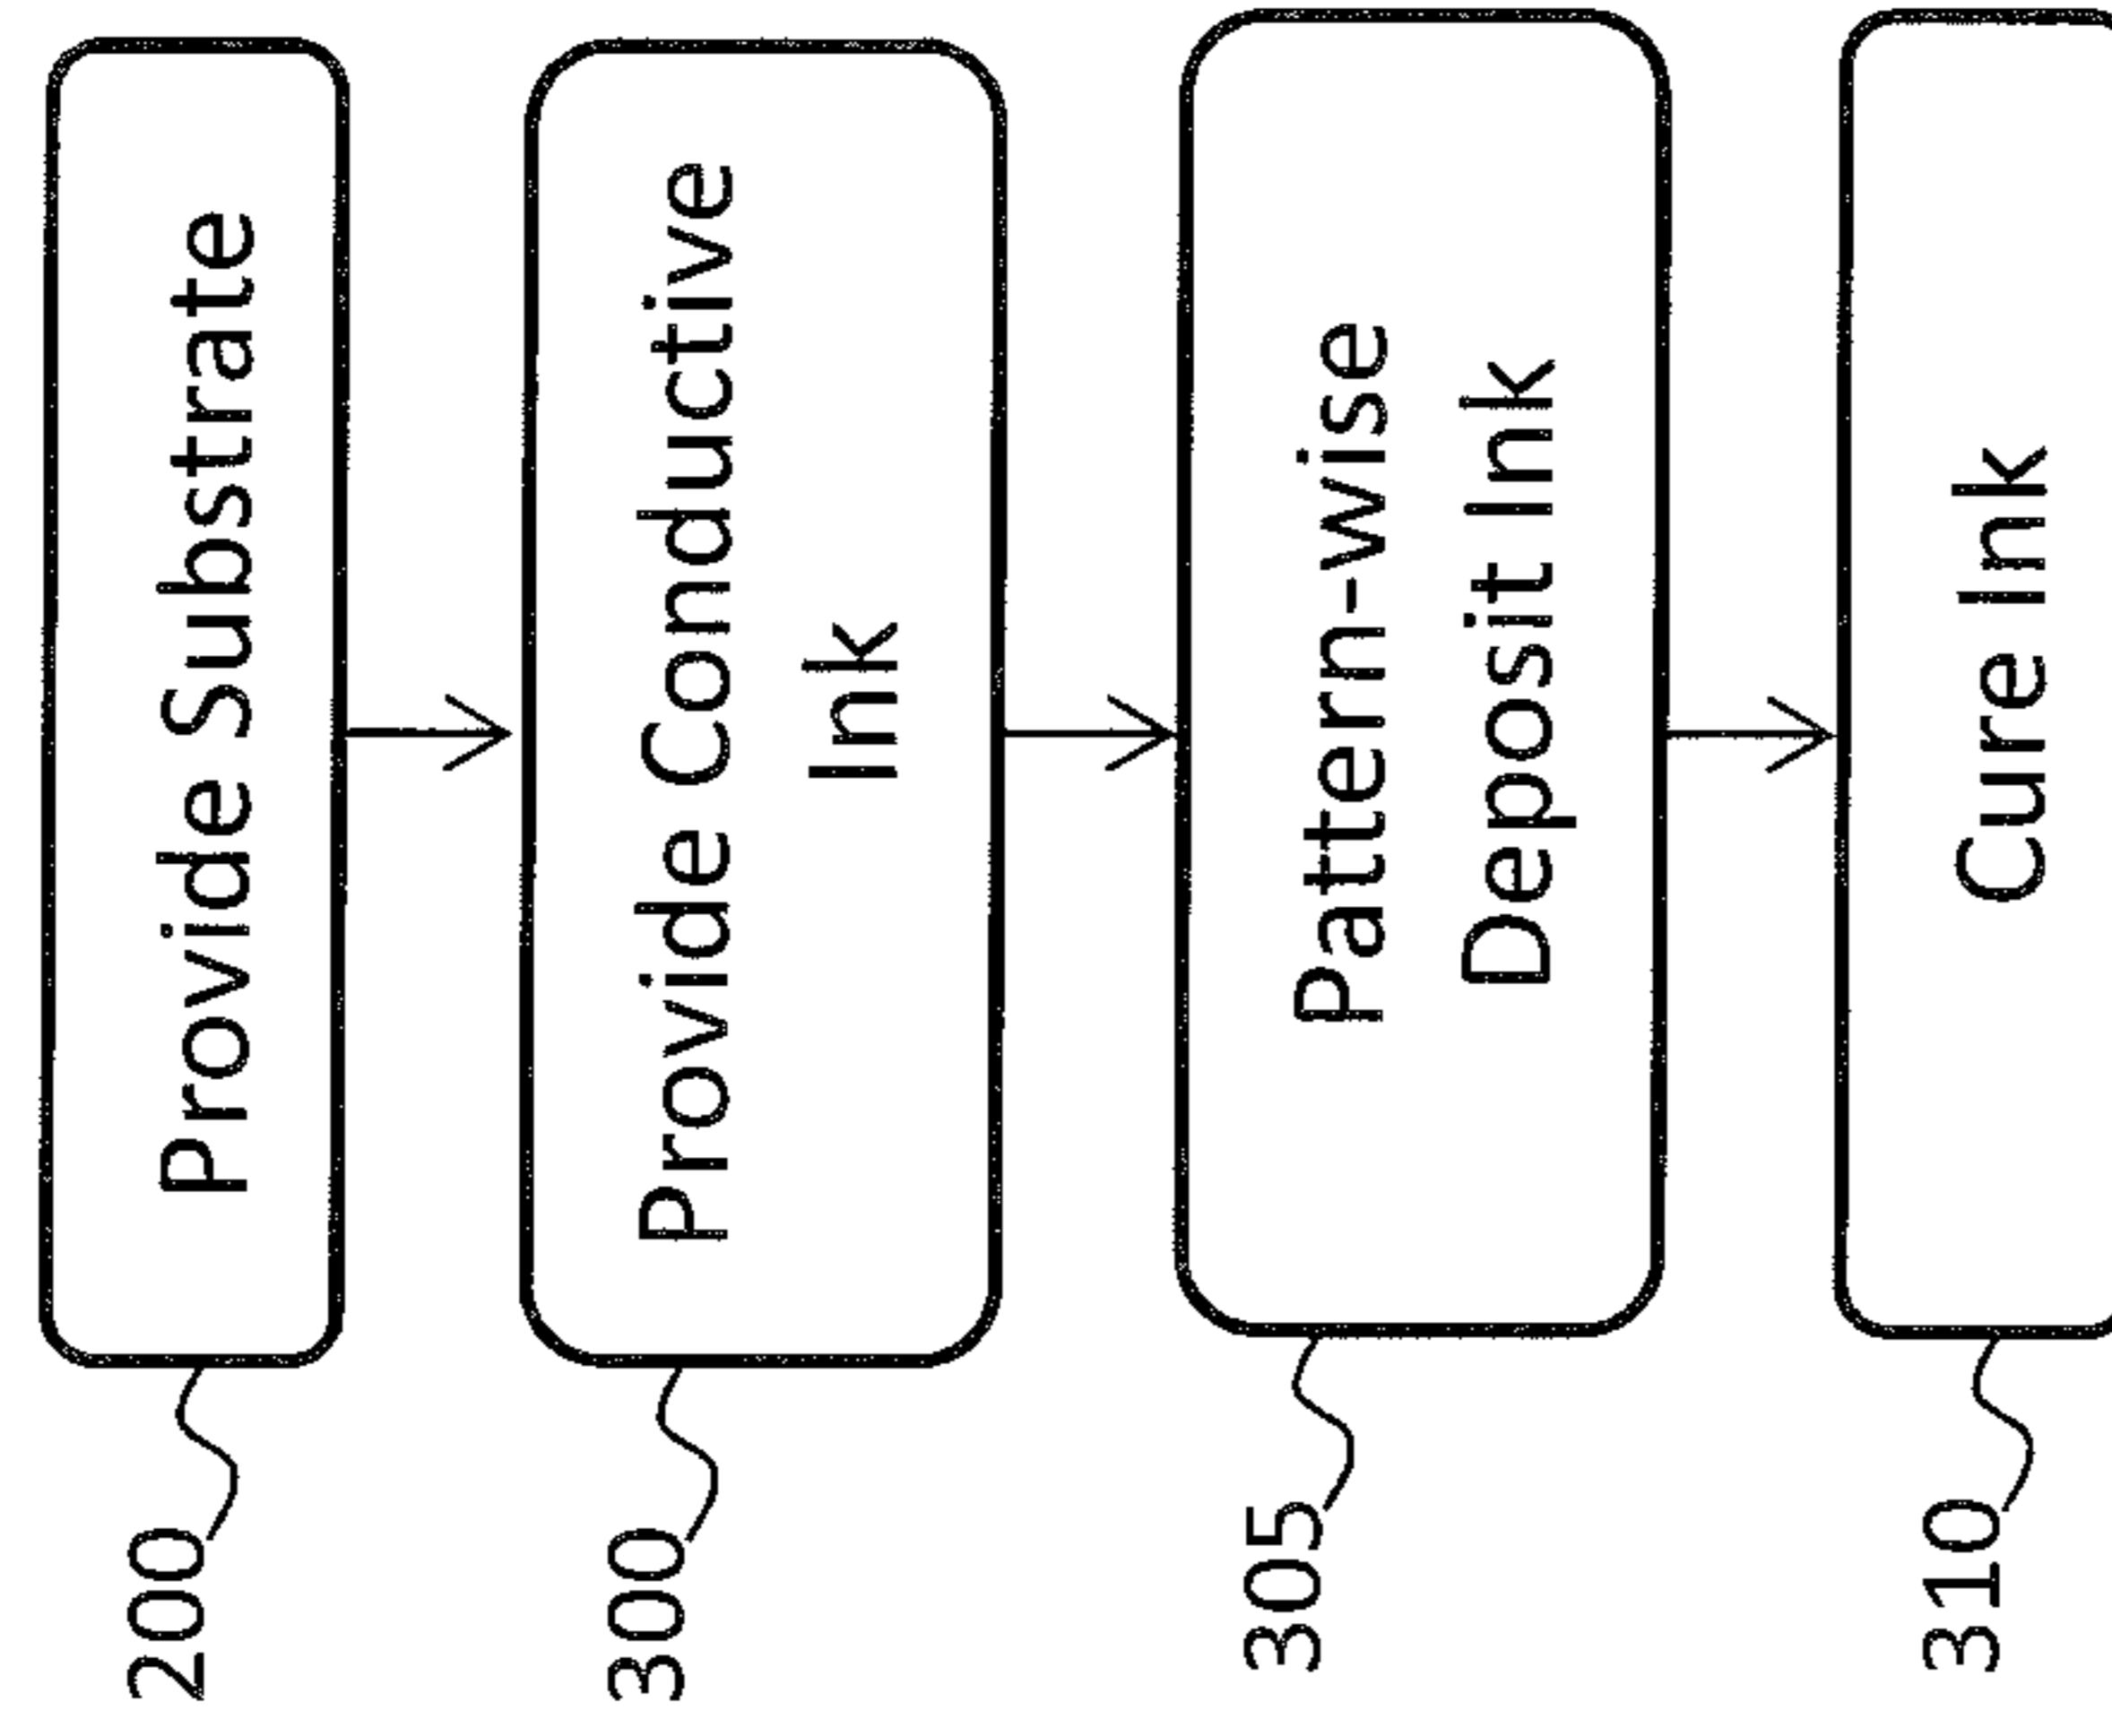 200
Provide Substrate
300
Provide Conductive
Ink
305
Pattern-wise
Deposit Ink
310
Cure Ink